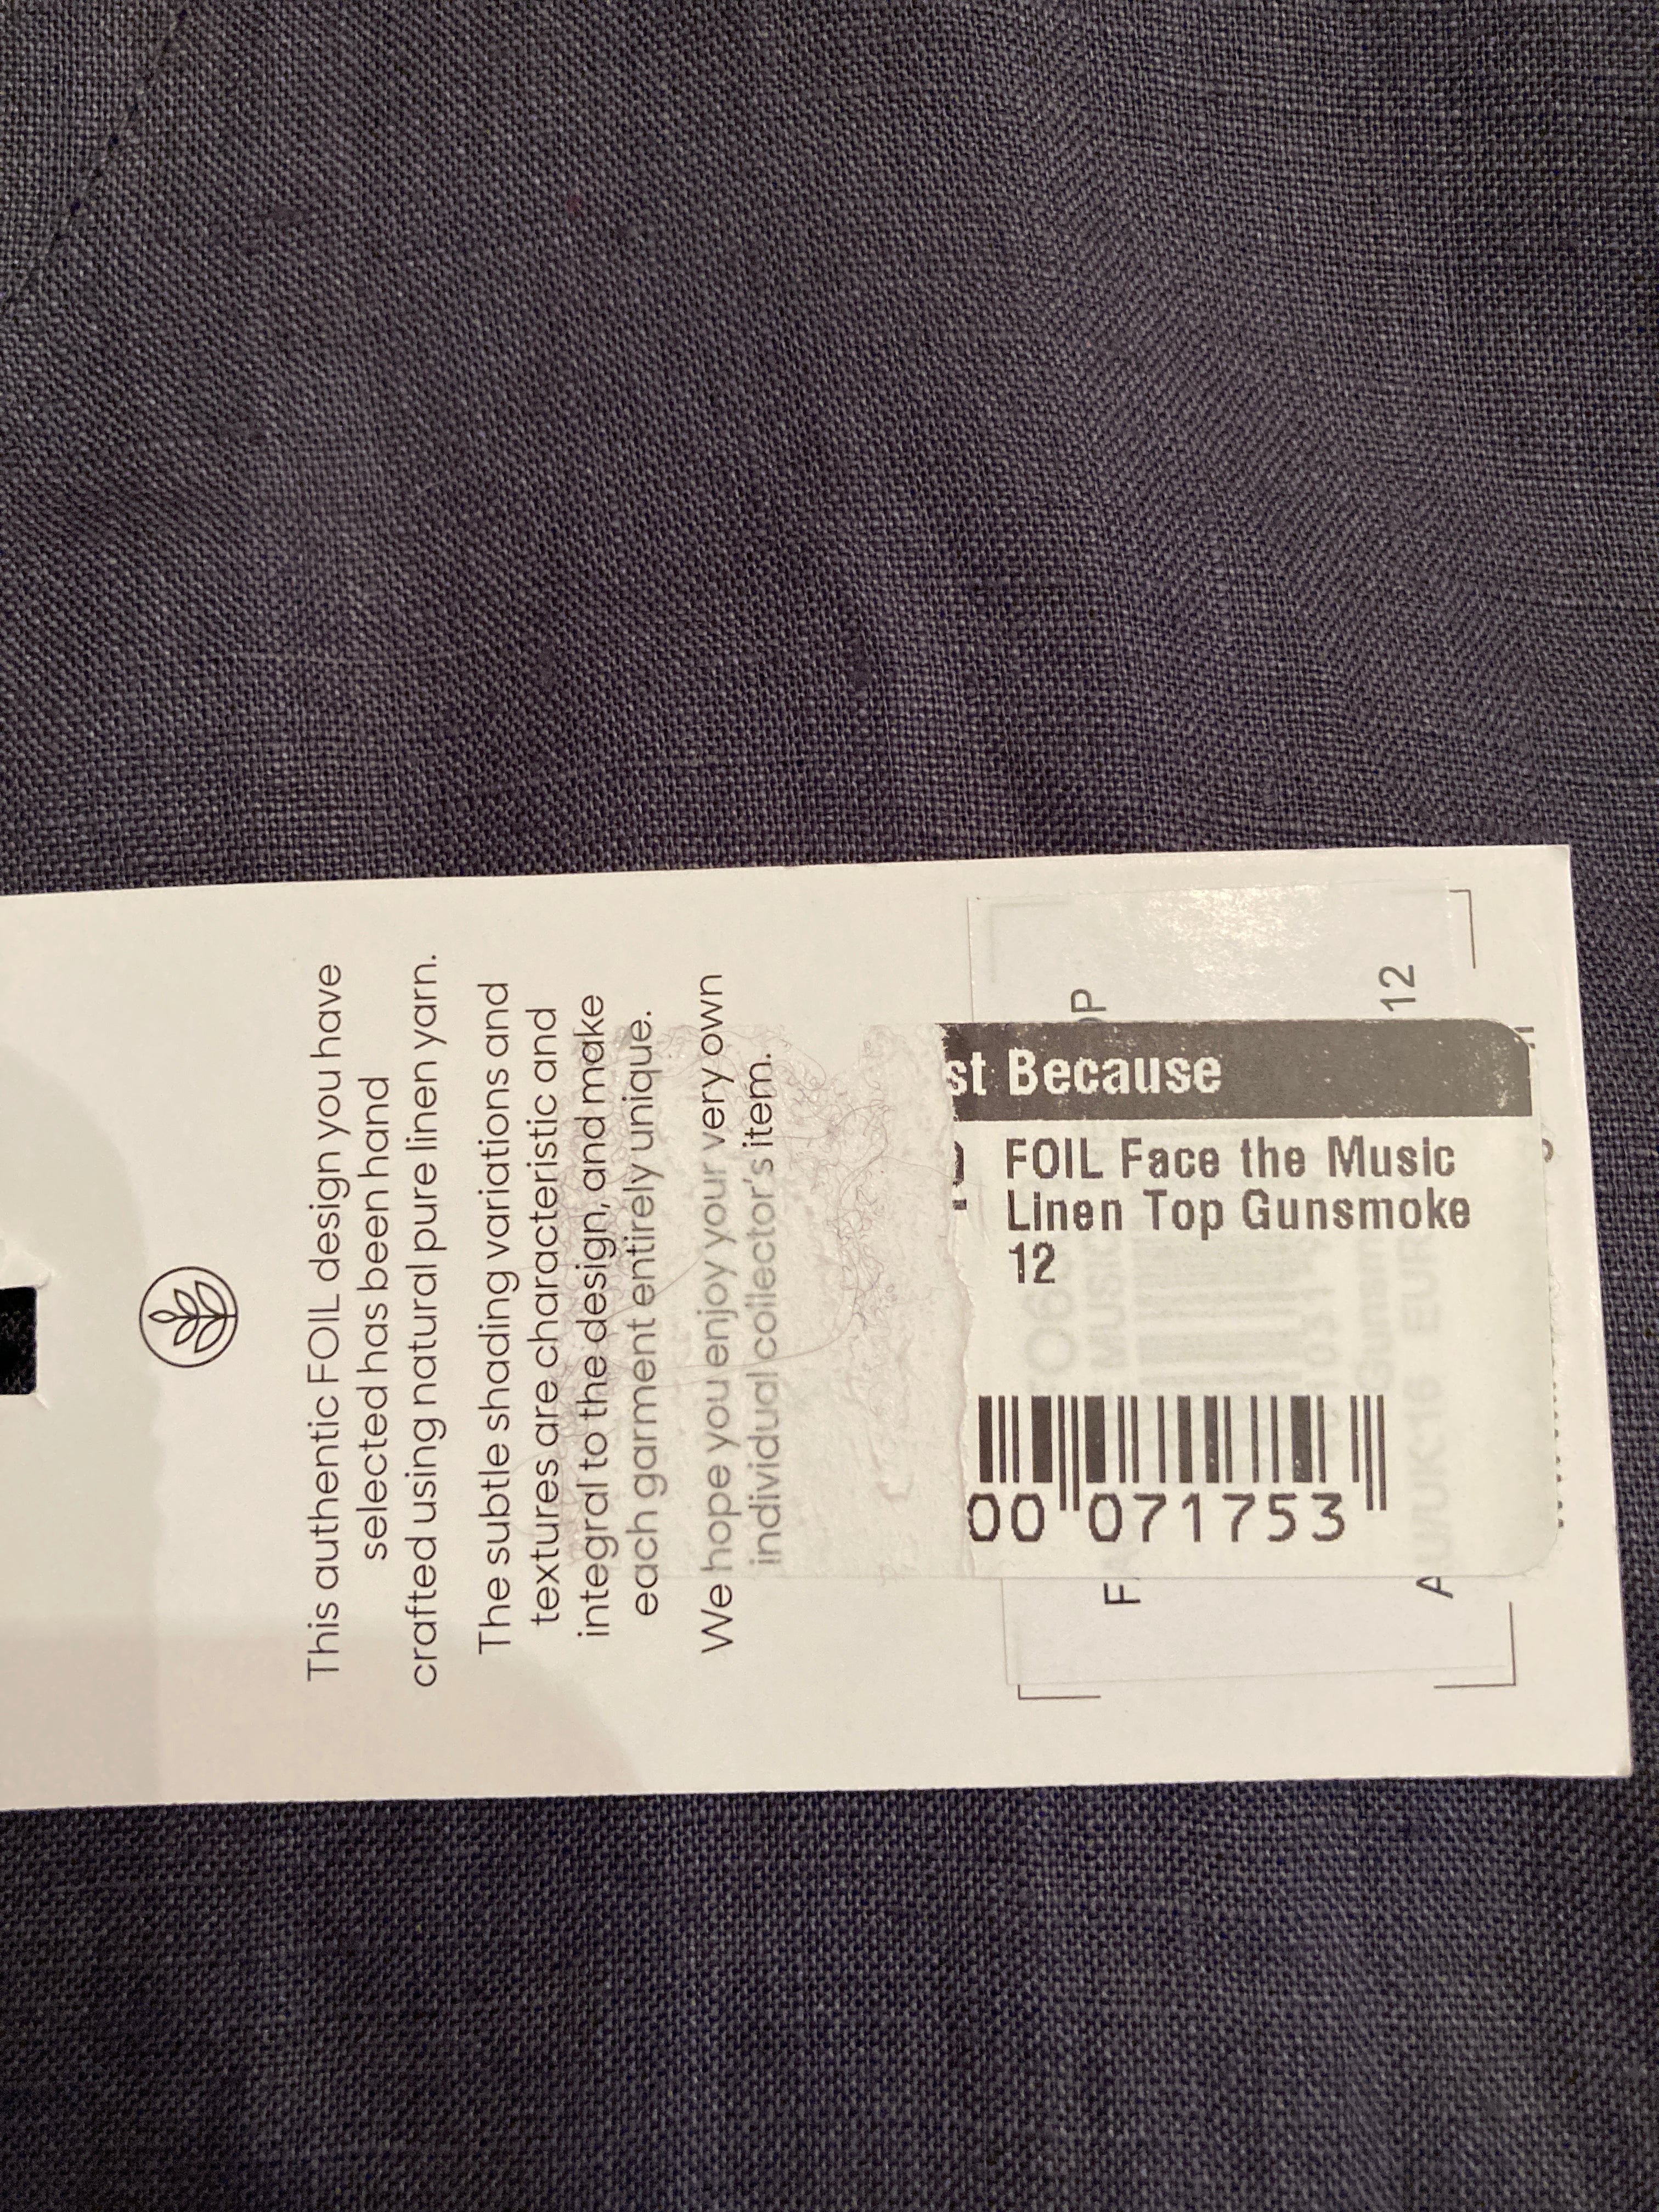 This authentic FOIL design you have
selected has been hand
crafted using natural pure linen yarn.
The subtle shading variations and
textures are characteristic and
integral to the design, and make
each garment entirely unique.
We hope you enjoy your very own
individual collector's item.
st Because
FOIL Face the Music
Linen Top Gunsmoke
12
00 071753
12